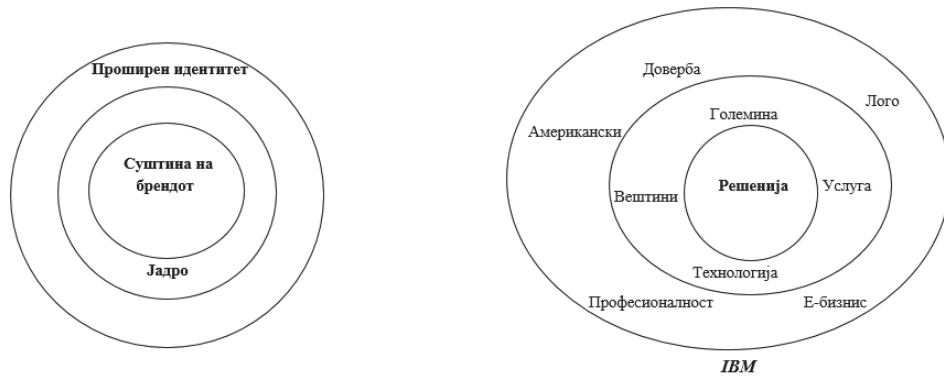 Проширен идентитет
Суштина на
брендот
Јадро
Доверба
Лого
Големина
Американски
Решенија
Вештини
Услуга
Технологија
Професионалност
Е-бизнис
IBM